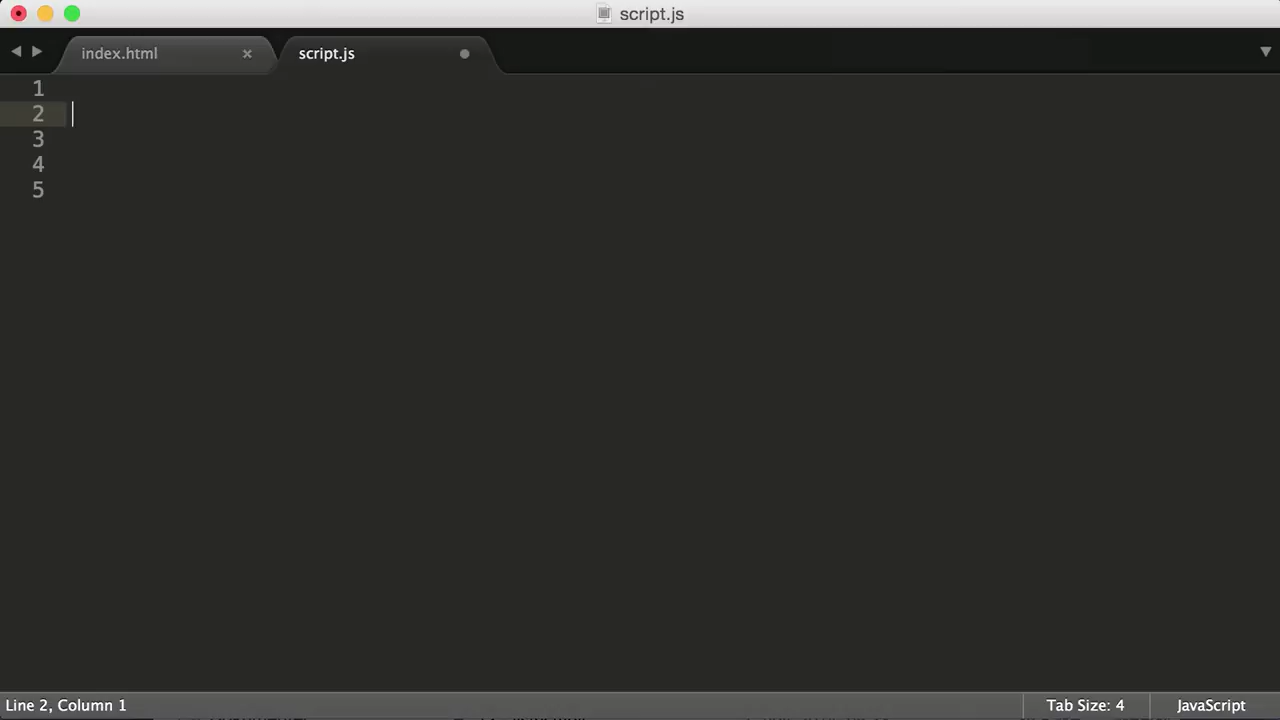 script.js
index.html
script.js
1
2
3
4
5
Line 2, Column 1
Tab Size: 4
JavaScript